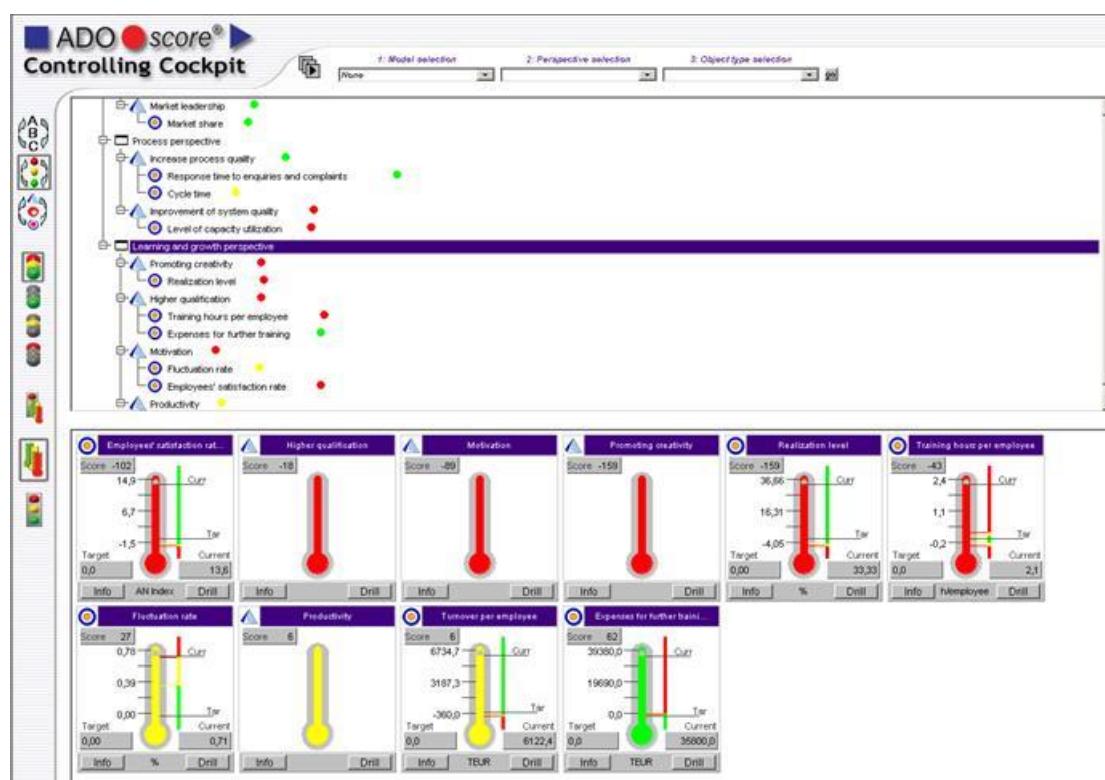 ADO score®
Controlling Cockpit
1: Model selection 2: Perspective selection 3: Object type selection
None go
A
B
C
Market leadership
Market share
Process perspective
Increase process quality
Response time to enquiries and complaints
Cycle time
Improvement of system quality
Level of capacity utilization
Learning and growth perspective
Promoting creativity
Realization level
Higher qualification
Training hours per employee
Expenses for further training
Motivation
Fluctuation rate
Employees' satisfaction rate
Productivity
Employees' satisfaction rat...
Score -102
14,9 Curr
6,7
-1,5 Tar
Target Current
0,0 13,6
Info AN Index Drill
Higher qualification
Score -18
Info Drill
Motivation
Score -89
Info Drill
Promoting creativity
Score -159
Info Drill
Realization level
Score -159
36,66 Curr
16,31
-4,05 Tar
Target Current
0,00 33,33
Info % Drill
Training hours per employee
Score -43
2,4 Curr
1,1
-0,2 Tar
Target Current
0,0 2,1
Info h/employee Drill
Fluctuation rate
Score 27
0,78 Curr
0,39
0,00 Tar
Target Current
0,00 0,71
Info % Drill
Productivity
Score 6
Info Drill
Turnover per employee
Score 6
6734,7 Curr
3187,3
-360,0 Tar
Target Current
0,0 6122,4
Info TEUR Drill
Expenses for further traini...
Score 62
39380,0 Curr
19690,0
0,0 Tar
Target Current
0,0 35800,0
Info TEUR Drill